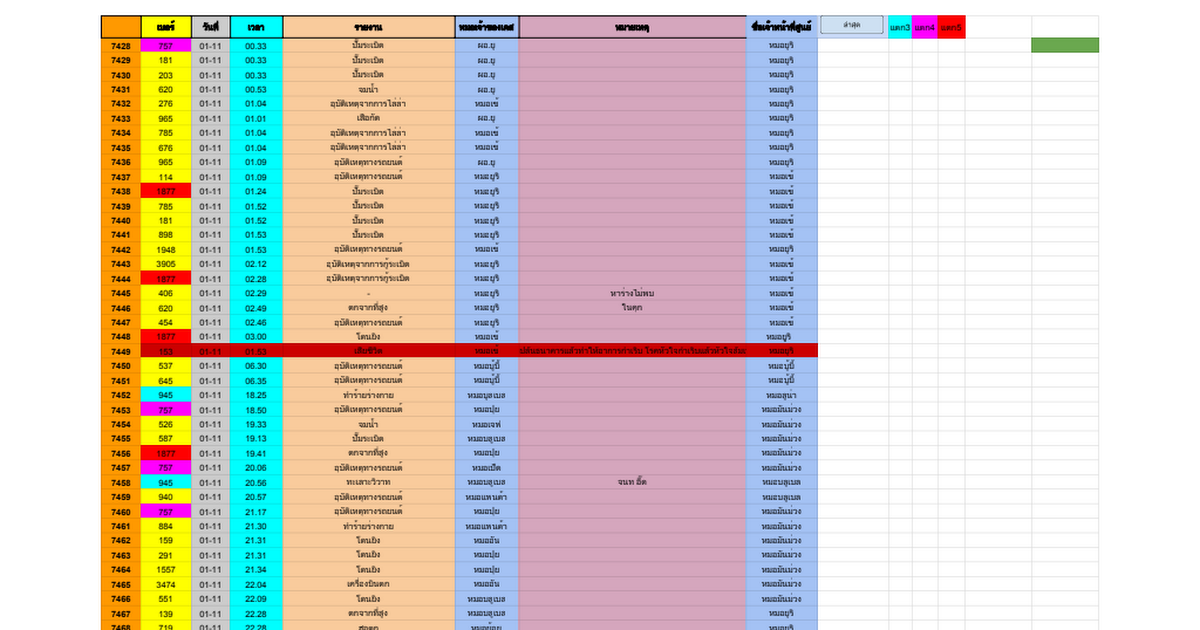 เบอร์ วันที่ เวลา รายงาน หมอเจ้าของเคส หมายเหตุ ชื่อเจ้าหน้าที่ศูนย์ ล่าสุด แตก3 แตก4 แตก5
7428 757 01-11 00.33 ปั๊มระเบิด ผอ.ยู หมอยูริ
7429 181 01-11 00.33 ปั๊มระเบิด ผอ.ยู หมอยูริ
7430 203 01-11 00.33 ปั๊มระเบิด ผอ.ยู หมอยูริ
7431 620 01-11 00.53 จมน้ำ ผอ.ยู หมอยูริ
7432 276 01-11 01.04 อุบัติเหตุจากการไล่ล่า หมอเข้ หมอยูริ
7433 965 01-11 01.01 เสือกัด ผอ.ยู หมอยูริ
7434 785 01-11 01.04 อุบัติเหตุจากการไล่ล่า หมอเข้ หมอยูริ
7435 676 01-11 01.04 อุบัติเหตุจากการไล่ล่า หมอเข้ หมอยูริ
7436 965 01-11 01.09 อุบัติเหตุทางรถยนต์ ผอ.ยู หมอยูริ
7437 114 01-11 01.09 อุบัติเหตุทางรถยนต์ หมอยูริ หมอเข้
7438 1877 01-11 01.24 ปั๊มระเบิด หมอยูริ หมอเข้
7439 785 01-11 01.52 ปั๊มระเบิด หมอยูริ หมอเข้
7440 181 01-11 01.52 ปั๊มระเบิด หมอยูริ หมอเข้
7441 898 01-11 01.53 ปั๊มระเบิด หมอยูริ หมอเข้
7442 1948 01-11 01.53 อุบัติเหตุทางรถยนต์ หมอเข้ หมอยูริ
7443 3905 01-11 02.12 อุบัติเหตุจากการกู้ระเบิด หมอยูริ หมอเข้
7444 1877 01-11 02.28 อุบัติเหตุจากการกู้ระเบิด หมอยูริ หมอเข้
7445 406 01-11 02.29 - หมอยูริ หาร่างไม่พบ หมอเข้
7446 620 01-11 02.49 ตกจากที่สูง หมอยูริ ในคุก หมอเข้
7447 454 01-11 02.46 อุบัติเหตุทางรถยนต์ หมอยูริ หมอเข้
7448 1877 01-11 03.00 โดนยิง หมอเข้ หมอยูริ
7449 153 01-11 01.53 เสียชีวิต หมอเข้ หมอยูริ
7450 537 01-11 06.30 อุบัติเหตุทางรถยนต์ หมอบู้บี้ หมอบู้บี้
7451 645 01-11 06.35 อุบัติเหตุทางรถยนต์ หมอบู้บี้ หมอบู้บี้
7452 945 01-11 18.25 ทำร้ายร่างกาย หมอบลูเบล หมอลูน่า
7453 757 01-11 18.50 อุบัติเหตุทางรถยนต์ หมอปุย หมอมันม่วง
7454 526 01-11 19.33 จมน้ำ หมอเจฟ หมอมันม่วง
7455 587 01-11 19.13 ปั๊มระเบิด หมอบลูเบล หมอมันม่วง
7456 1877 01-11 19.41 ตกจากที่สูง หมอปุย หมอมันม่วง
7457 757 01-11 20.06 อุบัติเหตุทางรถยนต์ หมอเป็ด หมอมันม่วง
7458 945 01-11 20.56 ทะเลาะวิวาท หมอบลูเบล จนท อี๊ด หมอบลูเบล
7459 940 01-11 20.57 อุบัติเหตุทางรถยนต์ หมอแพนด้า หมอบลูเบล
7460 757 01-11 21.17 อุบัติเหตุทางรถยนต์ หมอปุย หมอมันม่วง
7461 884 01-11 21.30 ทำร้ายร่างกาย หมอแพนด้า หมอมันม่วง
7462 159 01-11 21.31 โดนยิง หมออัน หมอมันม่วง
7463 291 01-11 21.31 โดนยิง หมอปุย หมอมันม่วง
7464 1557 01-11 21.34 โดนยิง หมอปุย หมอมันม่วง
7465 3474 01-11 22.04 เครื่องบินตก หมออัน หมอมันม่วง
7466 551 01-11 22.09 โดนยิง หมอบลูเบล หมอมันม่วง
7467 139 01-11 22.28 ตกจากที่สูง หมอบลูเบล หมอยูริ
7468 719 01-11 22.28 หมอยูริ